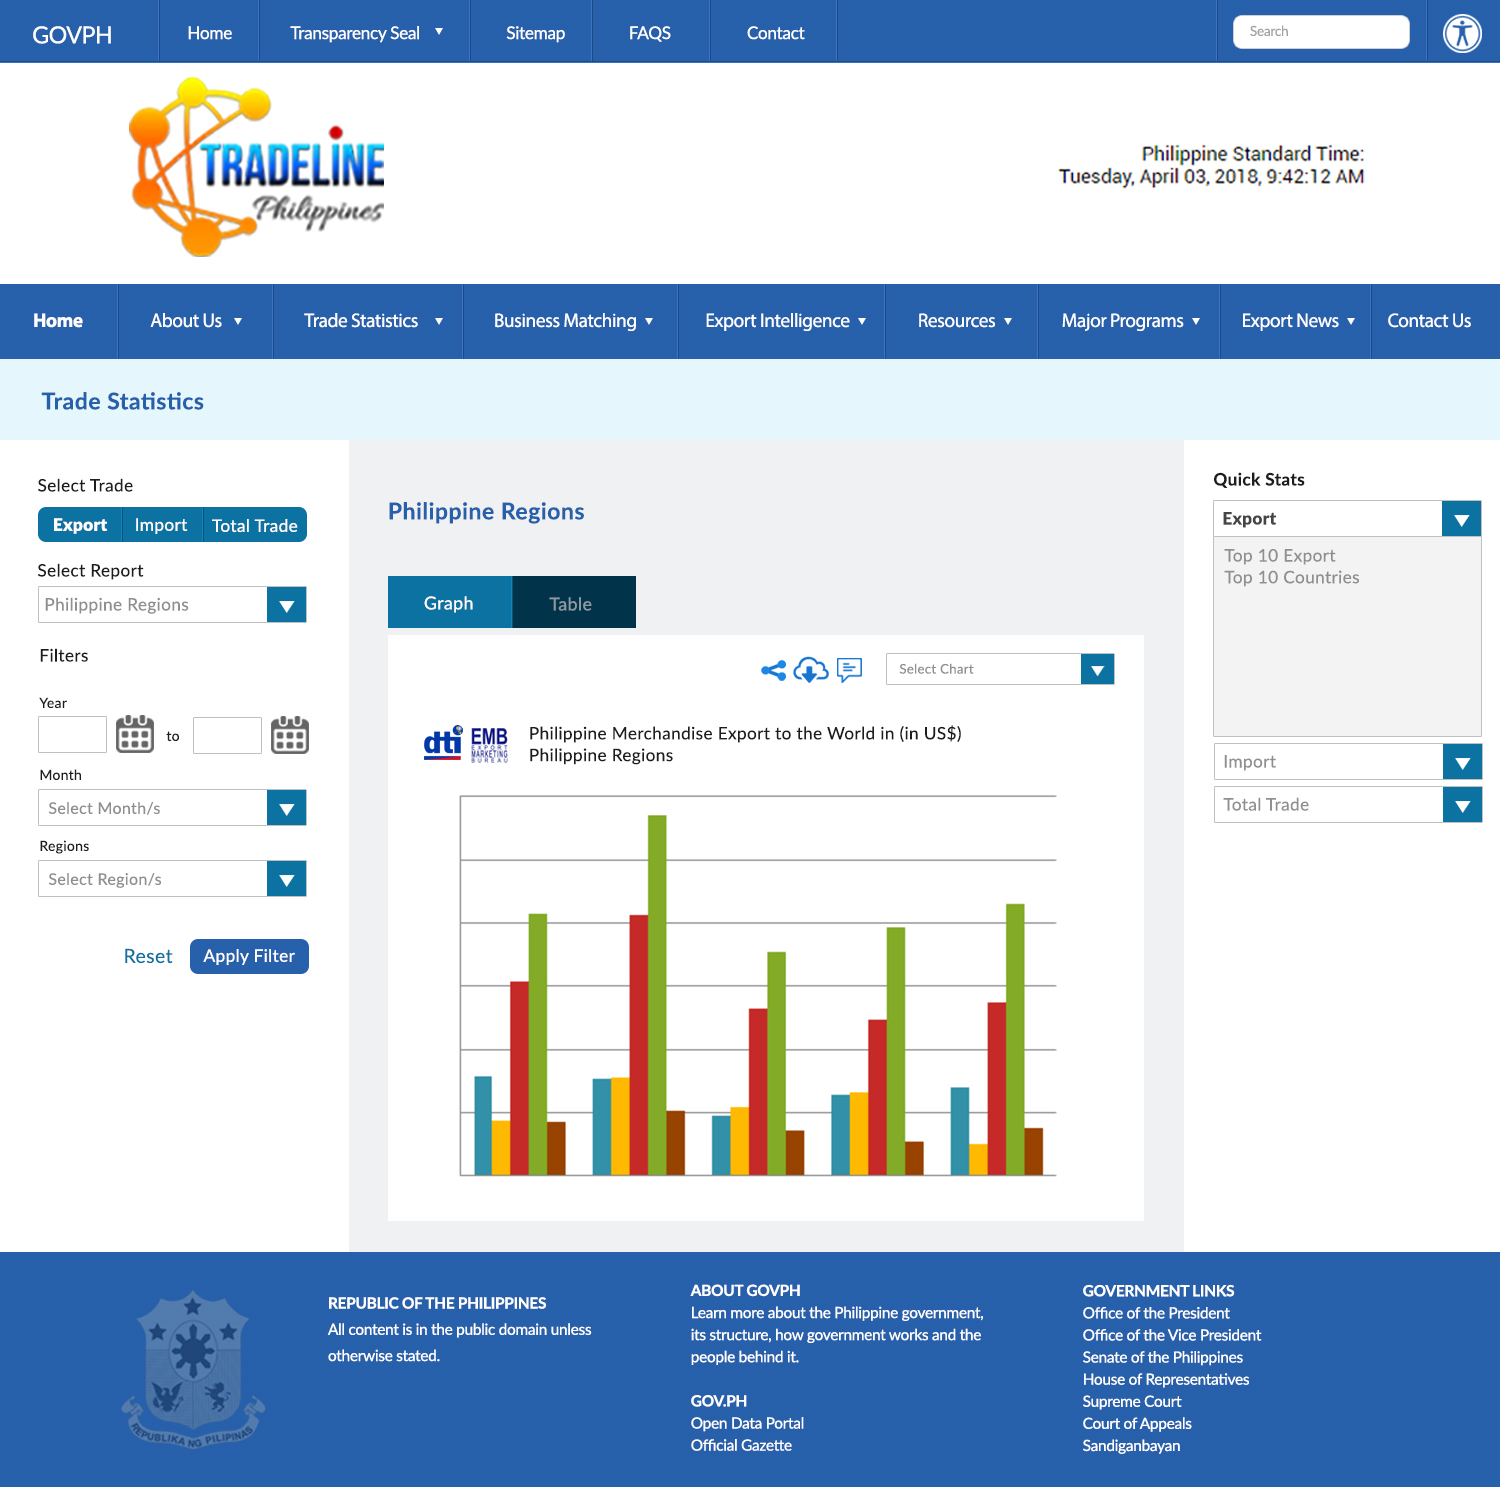 GOVPH
Home
Transparency Seal
Sitemap
FAQS
Contact
Search
TRADELINE
Philippines
Philippine Standard Time:
Tuesday, April 03, 2018, 9:42:12 AM
Home
About Us
Trade Statistics
Business Matching
Export Intelligence
Resources
Major Programs
Export News
Contact Us
Trade Statistics
Select Trade
Export
Import
Total Trade
Select Report
Philippine Regions
Filters
Year
to
Month
Select Month/s
Regions
Select Region/s
Reset
Apply Filter
Philippine Regions
Graph
Table
Select Chart
dti
EMB
EXPORT
MARKETING
BUREAU
Philippine Merchandise Export to the World in (in US$)
Philippine Regions
Quick Stats
Export
Top 10 Export
Top 10 Countries
Import
Total Trade
REPUBLIKA NG PILIPINAS
REPUBLIC OF THE PHILIPPINES
All content is in the public domain unless
otherwise stated.
ABOUT GOVPH
Learn more about the Philippine government,
its structure, how government works and the
people behind it.
GOV.PH
Open Data Portal
Official Gazette
GOVERNMENT LINKS
Office of the President
Office of the Vice President
Senate of the Philippines
House of Representatives
Supreme Court
Court of Appeals
Sandiganbayan